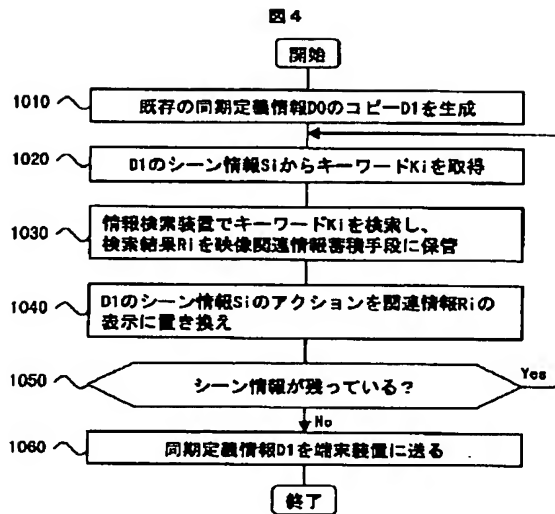 図4
開始
1010
既存の同期定義情報D0のコピーD1を生成
1020
D1のシーン情報SiからキーワードKiを取得
1030
情報検索装置でキーワードKiを検索し、
検索結果Riを映像関連情報蓄積手段に保管
1040
D1のシーン情報Siのアクションを関連情報Riの
表示に置き換え
1050
シーン情報が残っている?
Yes
No
1060
同期定義情報D1を端末装置に送る
終了